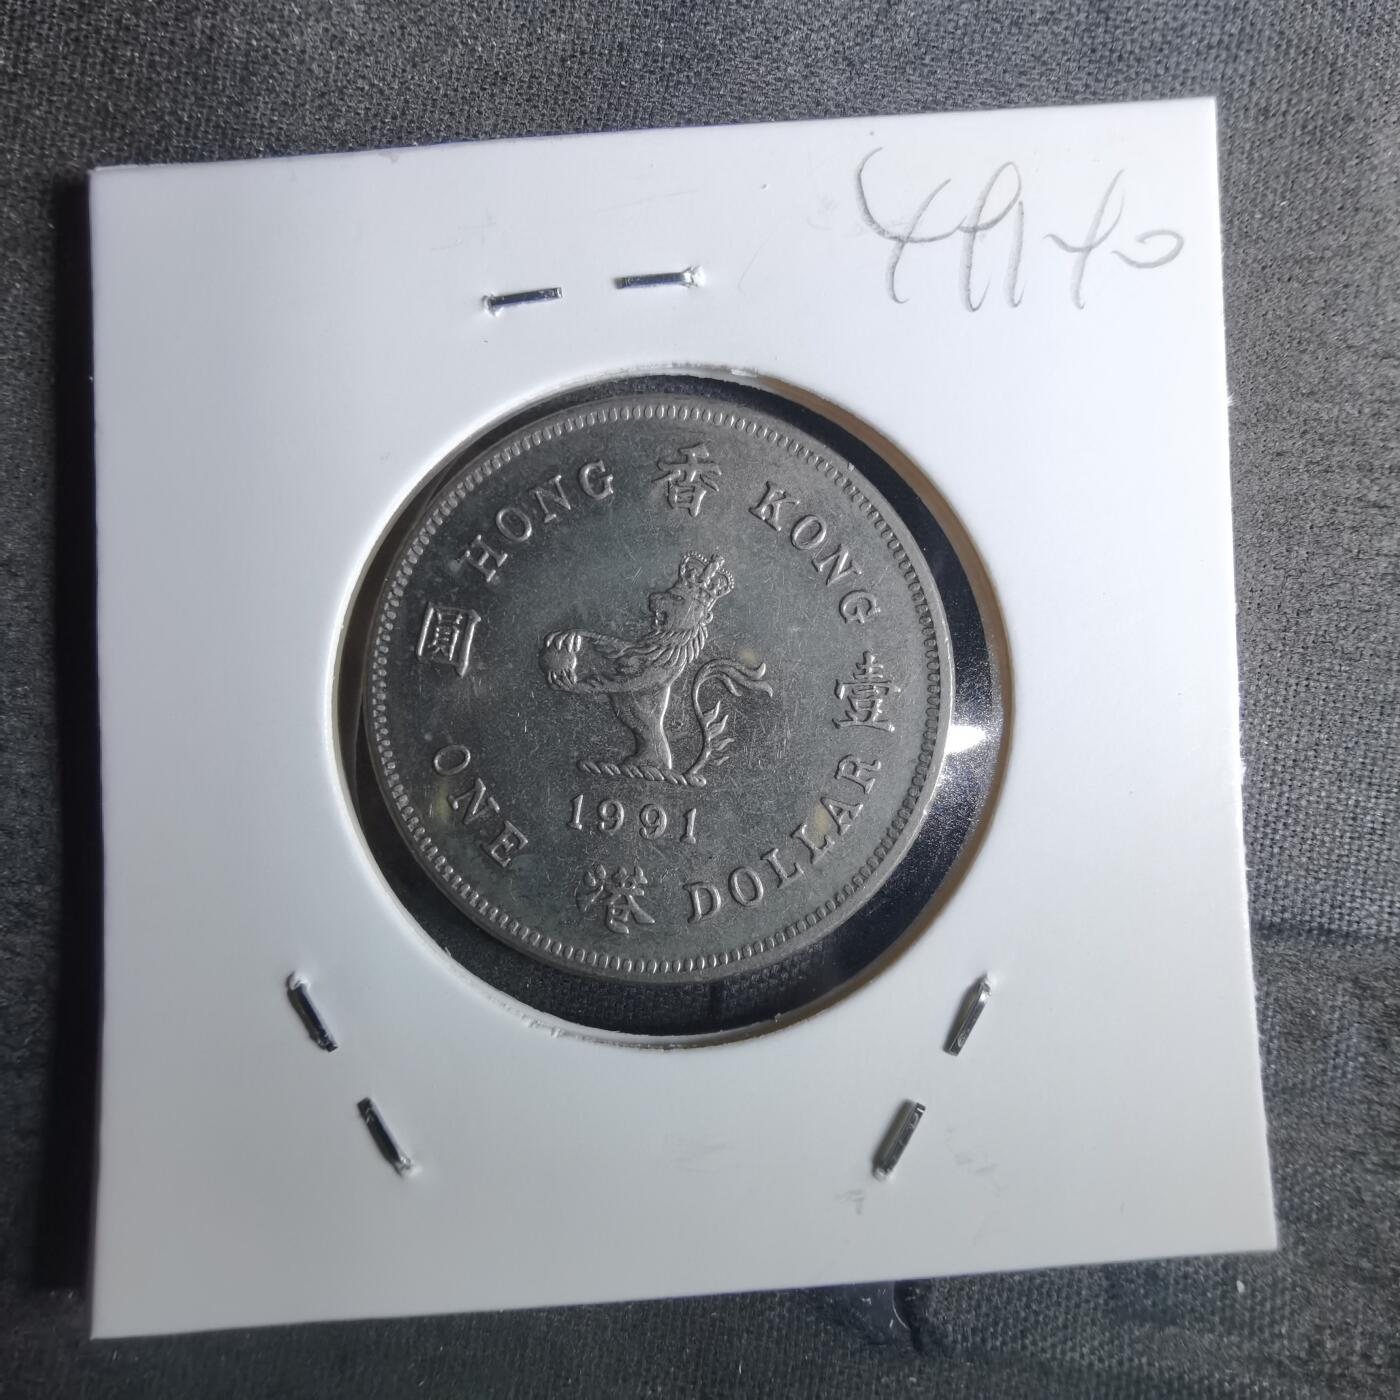 HONG 香 KONG
圓 壹
ONE 港 DOLLAR
1991